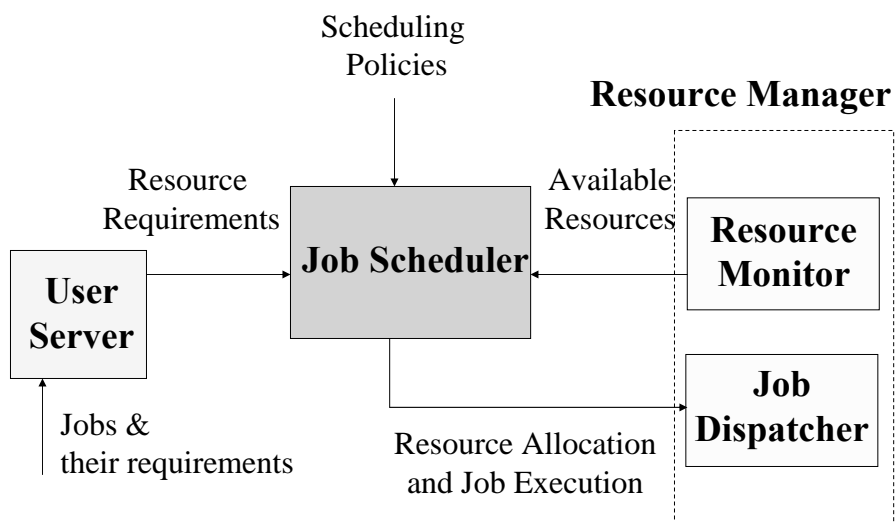 Scheduling
Policies
Resource Manager
Resource
Requirements
Available
Resources
Job Scheduler
Resource
Monitor
User
Server
Job
Dispatcher
Jobs &
their requirements
Resource Allocation
and Job Execution